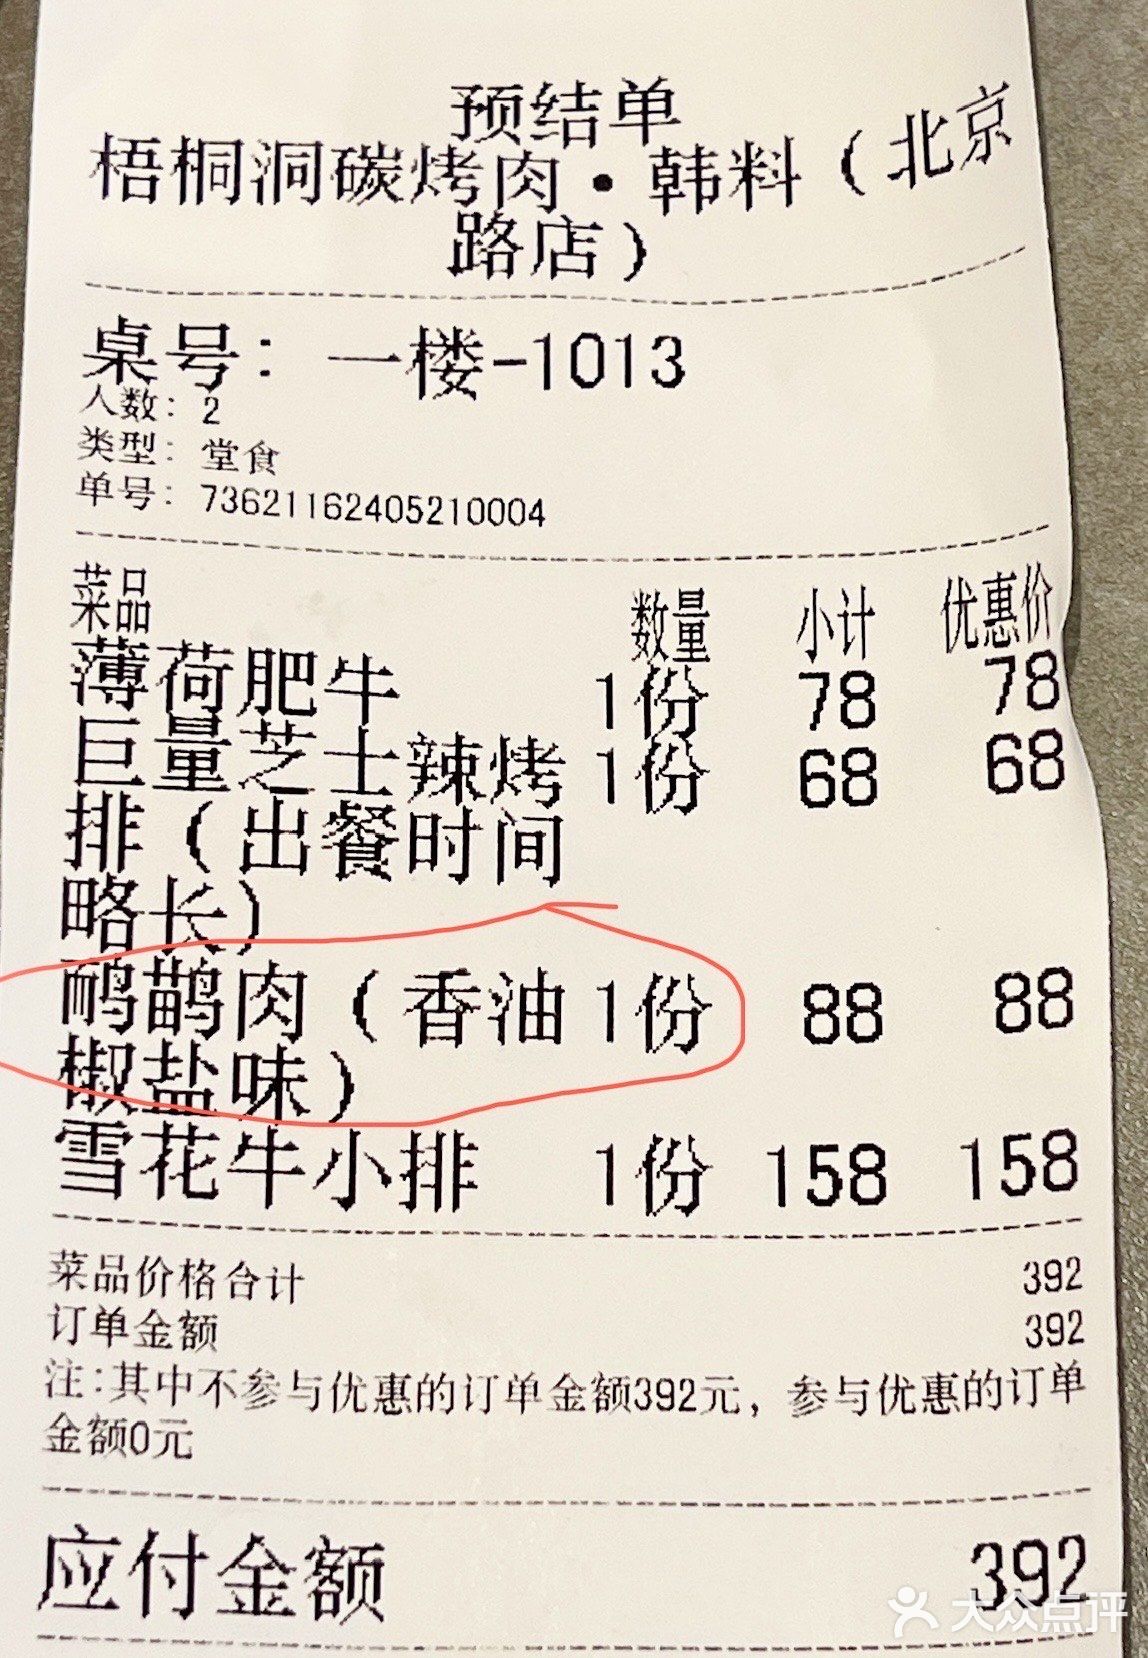 预结单
梧桐洞碳烤肉·韩料（北京
路店）
桌号：一楼-1013
人数：2
类型：堂食
单号：736211162405210004
菜品 数量 小计 优惠价
薄荷肥牛 1份 78 78
巨量芝士辣烤 1份 68 68
排（出餐时间
略长）
鸸鹋肉（香油 1份 88 88
椒盐味）
雪花牛小排 1份 158 158
菜品价格合计 392
订单金额 392
注:其中不参与优惠的订单金额392元，参与优惠的订单
金额0元
应付金额 392
大众点评